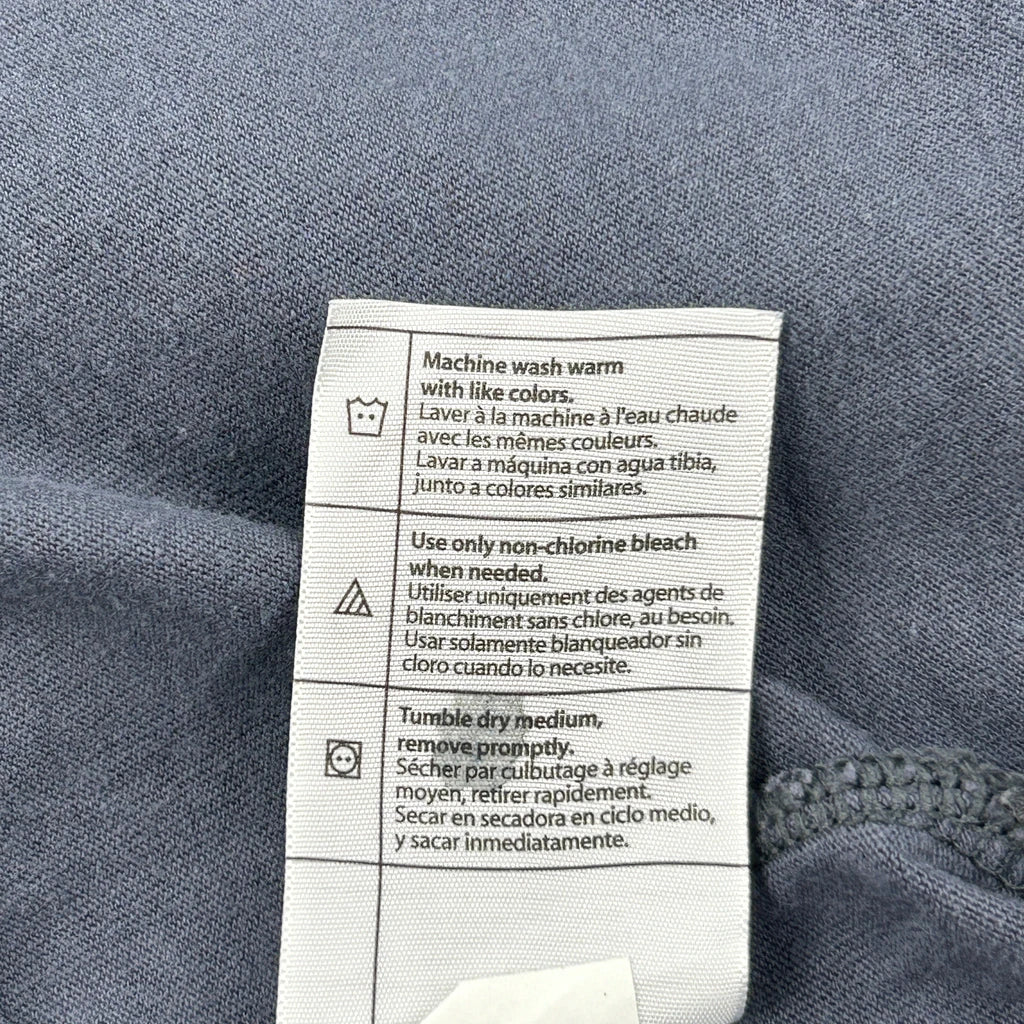 Machine wash warm
with like colors.
Laver à la machine à l'eau chaude
avec les mêmes couleurs.
Lavar a máquina con agua tibia,
junto a colores similares.
Use only non-chlorine bleach
when needed.
Utiliser uniquement des agents de
blanchiment sans chlore, au besoin.
Usar solamente blanqueador sin
cloro cuando lo necesite.
Tumble dry medium,
remove promptly.
Sécher par culbutage à réglage
moyen, retirer rapidement.
Secar en secadora en ciclo medio,
y sacar inmediatamente.